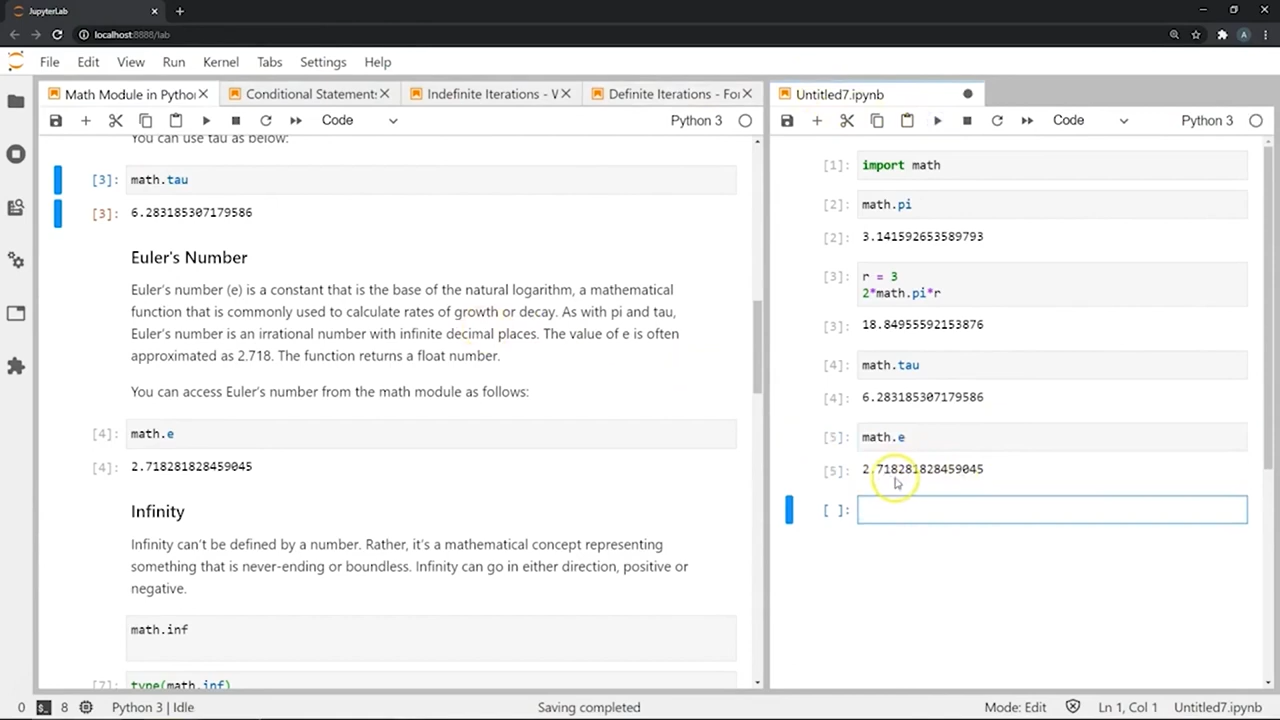 JupyterLab
localhost:8888/lab
A
File Edit View Run Kernel Tabs Settings Help
Math Module in Python
Conditional Statements
Indefinite Iterations - W
Definite Iterations - For
Code
Python 3
You can use tau as below:
[3]: math.tau
[3]: 6.283185307179586
Euler's Number
Euler's number (e) is a constant that is the base of the natural logarithm, a mathematical
function that is commonly used to calculate rates of growth or decay. As with pi and tau,
Euler's number is an irrational number with infinite decimal places. The value of e is often
approximated as 2.718. The function returns a float number.
You can access Euler's number from the math module as follows:
[4]: math.e
[4]: 2.718281828459045
Infinity
Infinity can't be defined by a number. Rather, it's a mathematical concept representing
something that is never-ending or boundless. Infinity can go in either direction, positive or
negative.
math.inf
[7]: type(math.inf)
Untitled7.ipynb
Code
Python 3
[1]: import math
[2]: math.pi
[2]: 3.141592653589793
[3]: r = 3
2*math.pi*r
[3]: 18.84955592153876
[4]: math.tau
[4]: 6.283185307179586
[5]: math.e
[5]: 2.718281828459045
[ ]:
0
8
Python 3 | Idle
Saving completed
Mode: Edit
Ln 1, Col 1
Untitled7.ipynb